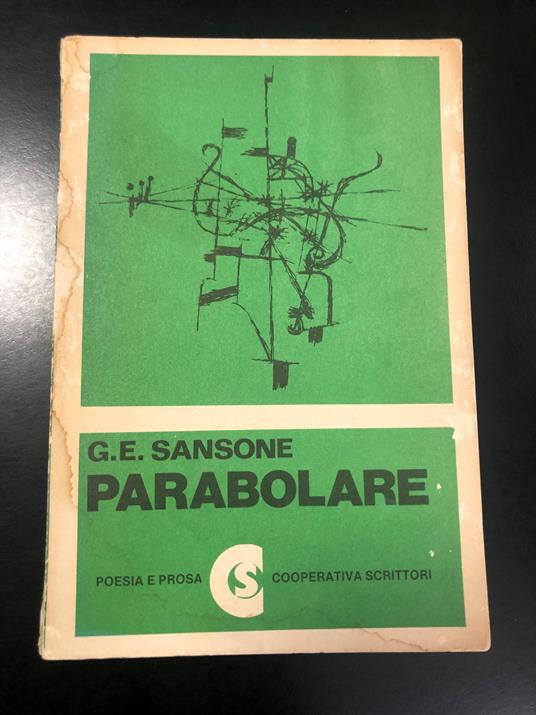 G.E. SANSONE
PARABOLARE
POESIA E PROSA CS COOPERATIVA SCRITTORI